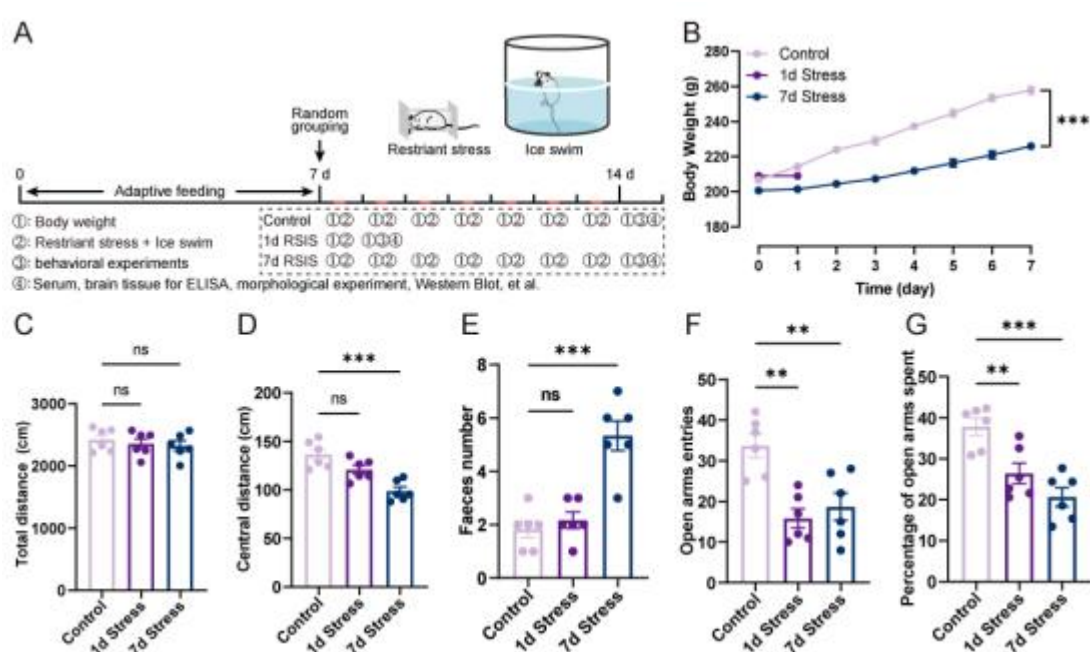 A
Random
grouping
Restriant stress
Ice swim
0
7 d
14 d
Adaptive feeding
①: Body weight
②: Restriant stress + Ice swim
③: behavioral experiments
④: Serum, brain tissue for ELISA, morphological experiment, Western Blot, et al.
Control ①② ①② ①② ①② ①② ①② ①② ①③④
1d RSIS ①② ①③④
7d RSIS ①② ①② ①② ①② ①② ①② ①② ①③④
B
Body Weight (g)
280
260
240
220
200
180
Control
1d Stress
7d Stress
***
0 1 2 3 4 5 6 7
Time (day)
C
Total distance (cm)
3000
2000
1000
0
ns
ns
Control
1d Stress
7d Stress
D
Central distance (cm)
200
150
100
50
0
***
ns
Control
1d Stress
7d Stress
E
Faeces number
8
6
4
2
0
***
ns
Control
1d Stress
7d Stress
F
Open arms entries
50
40
30
20
10
0
**
**
Control
1d Stress
7d Stress
G
Percentage of open arms spent
50
40
30
20
10
0
***
**
Control
1d Stress
7d Stress